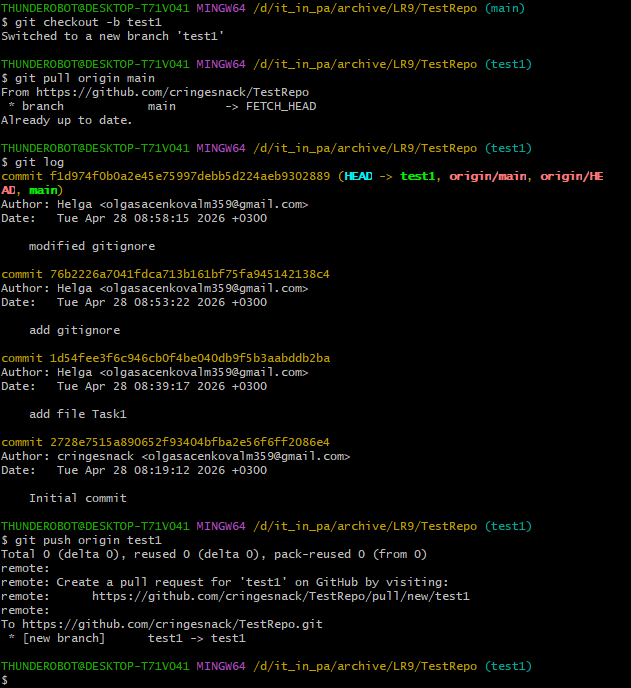 THUNDEROBOT@DESKTOP-T71V041 MINGW64 /d/it_in_pa/archive/LR9/TestRepo (main)
$ git checkout -b test1
Switched to a new branch 'test1'
THUNDEROBOT@DESKTOP-T71V041 MINGW64 /d/it_in_pa/archive/LR9/TestRepo (test1)
$ git pull origin main
From https://github.com/cringesnack/TestRepo
 * branch            main       -> FETCH_HEAD
Already up to date.
THUNDEROBOT@DESKTOP-T71V041 MINGW64 /d/it_in_pa/archive/LR9/TestRepo (test1)
$ git log
commit f1d974f0b0a2e45e75997debb5d224aeb9302889 (HEAD -> test1, origin/main, origin/HE
AD, main)
Author: Helga <olgasacenkovalm359@gmail.com>
Date:   Tue Apr 28 08:58:15 2026 +0300
    modified gitignore
commit 76b2226a7041fdca713b161bf75fa945142138c4
Author: Helga <olgasacenkovalm359@gmail.com>
Date:   Tue Apr 28 08:53:22 2026 +0300
    add gitignore
commit 1d54fee3f6c946cb0f4be040db9f5b3aabddb2ba
Author: Helga <olgasacenkovalm359@gmail.com>
Date:   Tue Apr 28 08:39:17 2026 +0300
    add file Task1
commit 2728e7515a890652f93404bfba2e56f6ff2086e4
Author: cringesnack <olgasacenkovalm359@gmail.com>
Date:   Tue Apr 28 08:19:12 2026 +0300
    Initial commit
THUNDEROBOT@DESKTOP-T71V041 MINGW64 /d/it_in_pa/archive/LR9/TestRepo (test1)
$ git push origin test1
Total 0 (delta 0), reused 0 (delta 0), pack-reused 0 (from 0)
remote:
remote: Create a pull request for 'test1' on GitHub by visiting:
remote:      https://github.com/cringesnack/TestRepo/pull/new/test1
remote:
To https://github.com/cringesnack/TestRepo.git
 * [new branch]      test1 -> test1
THUNDEROBOT@DESKTOP-T71V041 MINGW64 /d/it_in_pa/archive/LR9/TestRepo (test1)
$